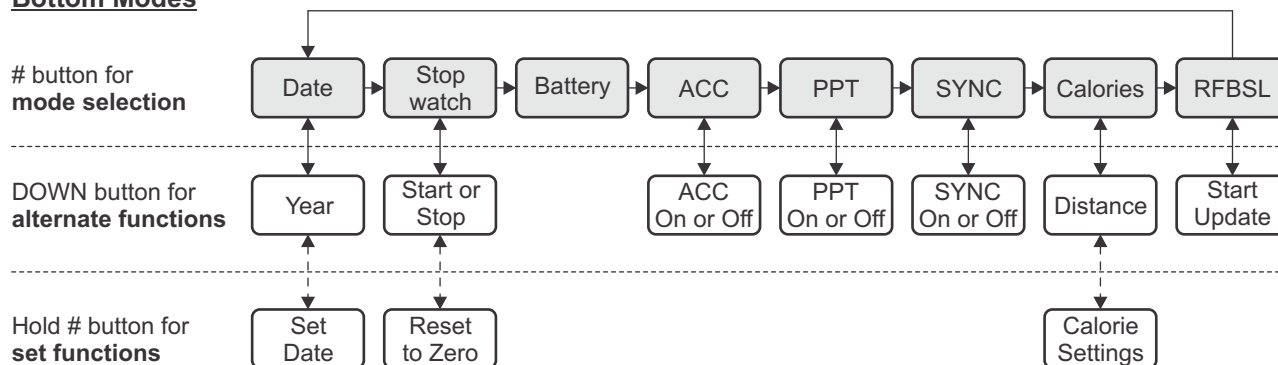 Bottom Modes
# button for
mode selection
Date
Stop
watch
Battery
ACC
PPT
SYNC
Calories
RFBSL
DOWN button for
alternate functions
Year
Start or
Stop
ACC
On or Off
PPT
On or Off
SYNC
On or Off
Distance
Start
Update
Hold # button for
set functions
Set
Date
Reset
to Zero
Calorie
Settings